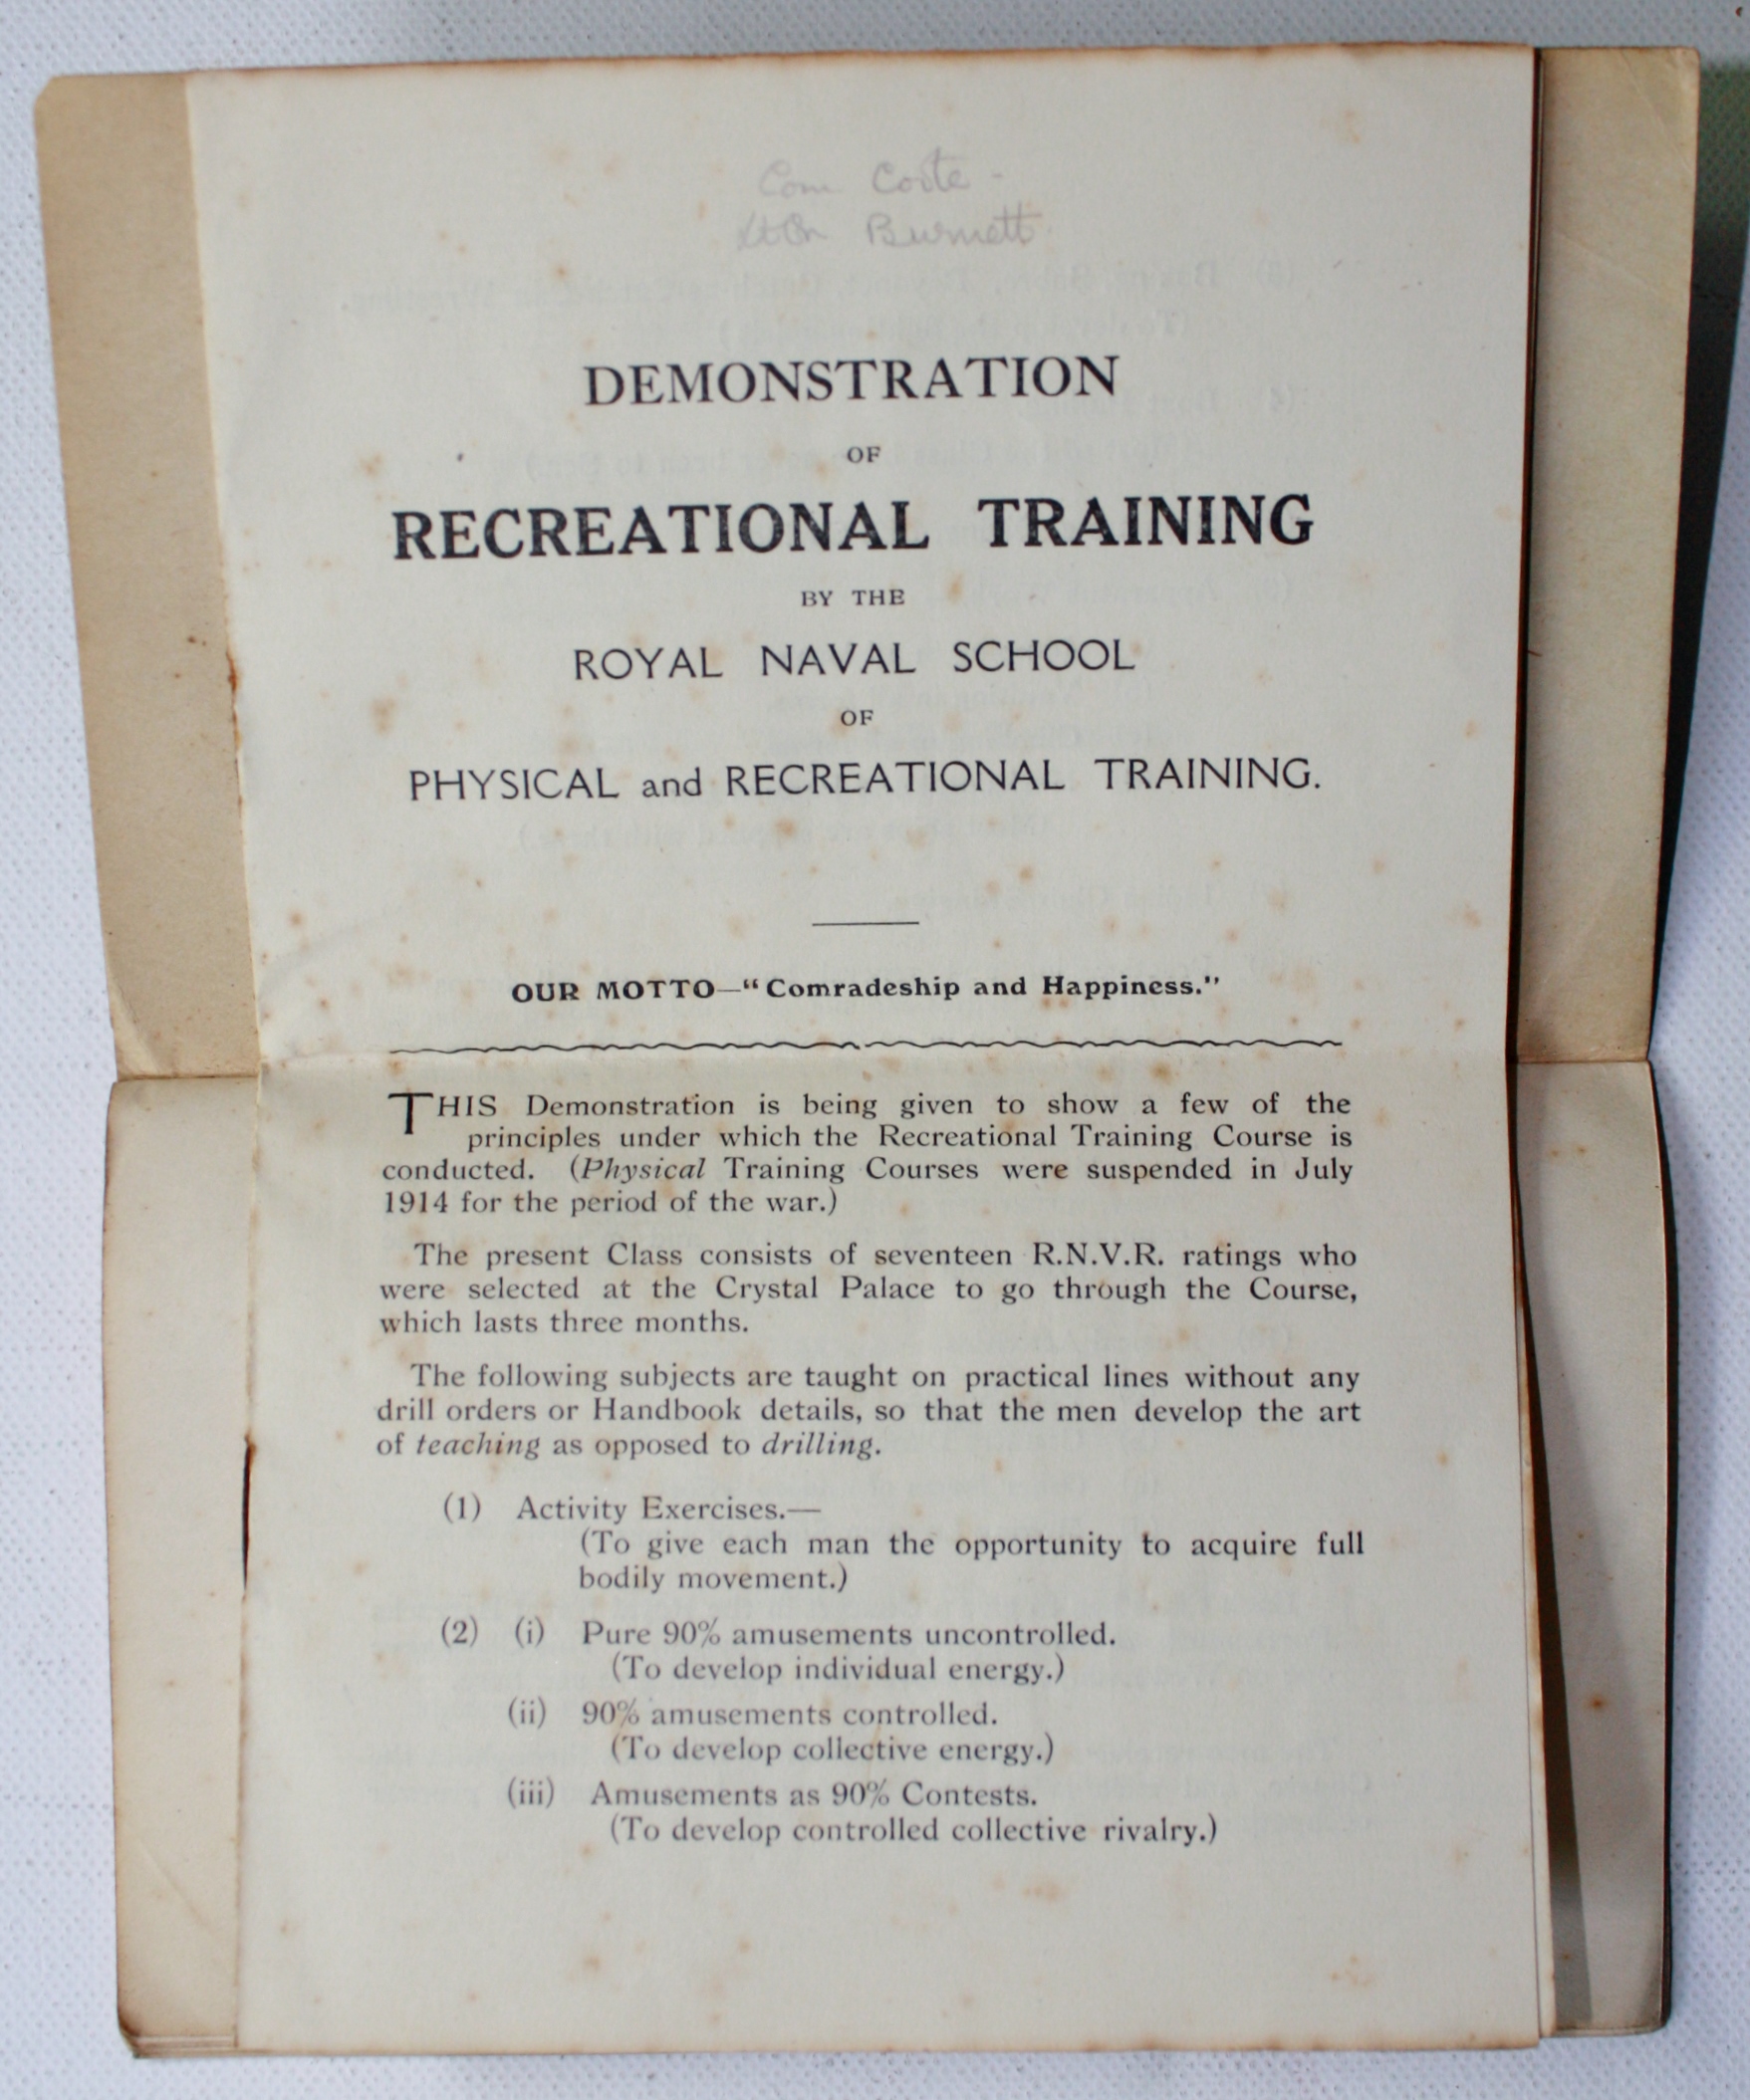 Com Coote -
Burnett
DEMONSTRATION
OF
RECREATIONAL TRAINING
BY THE
ROYAL NAVAL SCHOOL
OF
PHYSICAL and RECREATIONAL TRAINING.
OUR MOTTO—"Comradeship and Happiness."
THIS Demonstration is being given to show a few of the
principles under which the Recreational Training Course is
conducted. (Physical Training Courses were suspended in July
1914 for the period of the war.)
The present Class consists of seventeen R.N.V.R. ratings who
were selected at the Crystal Palace to go through the Course,
which lasts three months.
The following subjects are taught on practical lines without any
drill orders or Handbook details, so that the men develop the art
of teaching as opposed to drilling.
(1) Activity Exercises.—
(To give each man the opportunity to acquire full
bodily movement.)
(2) (i) Pure 90% amusements uncontrolled.
(To develop individual energy.)
(ii) 90% amusements controlled.
(To develop collective energy.)
(iii) Amusements as 90% Contests.
(To develop controlled collective rivalry.)